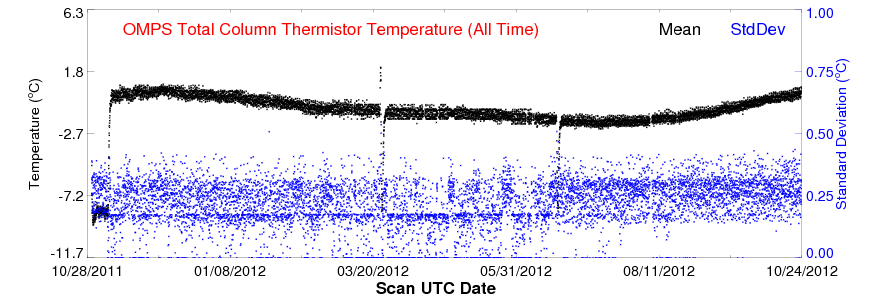 OMPS Total Column Thermistor Temperature (All Time)
Mean
StdDev
6.3
1.8
-2.7
-7.2
-11.7
Temperature (°C)
1.00
0.75
0.50
0.25
0.00
Standard Deviation (°C)
10/28/2011
01/08/2012
03/20/2012
05/31/2012
08/11/2012
10/24/2012
Scan UTC Date